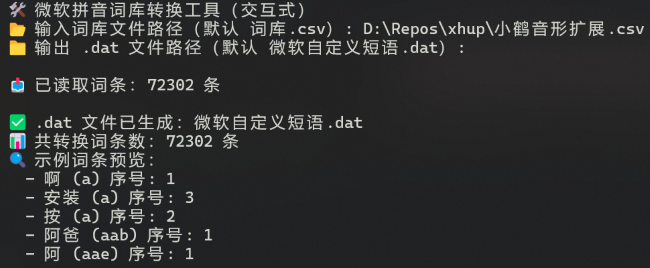 🛠 微软拼音词库转换工具（交互式）
📂 输入词库文件路径（默认 词库.csv）: D:\Repos\xhup\小鹤音形扩展.csv
📁 输出 .dat 文件路径（默认 微软自定义短语.dat）:
📥 已读取词条: 72302 条
✅ .dat 文件已生成: 微软自定义短语.dat
📊 共转换词条数: 72302 条
🔍 示例词条预览:
- 啊 (a) 序号: 1
- 安装 (a) 序号: 3
- 按 (a) 序号: 2
- 阿爸 (aab) 序号: 1
- 阿 (aae) 序号: 1